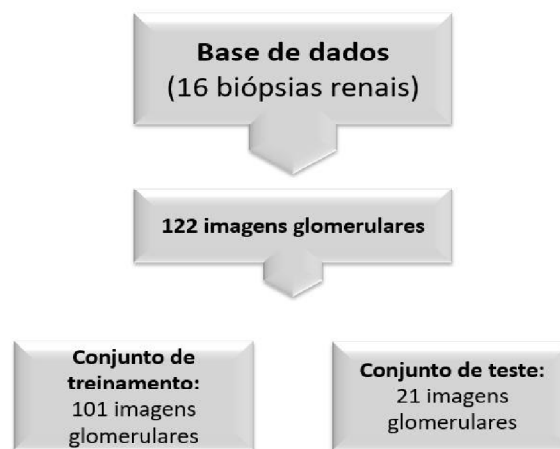 Base de dados
(16 biópsias renais)
122 imagens glomerulares
Conjunto de
treinamento:
101 imagens
glomerulares
Conjunto de teste:
21 imagens
glomerulares